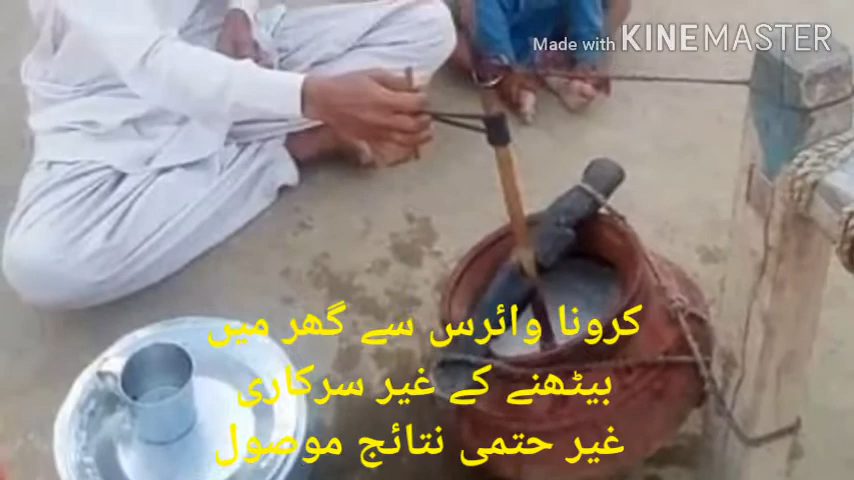 Made with KINEMASTER
کرونا وائرس سے گھر میں
بیٹھنے کے غیر سرکاری
غیر حتمی نتائج موصول